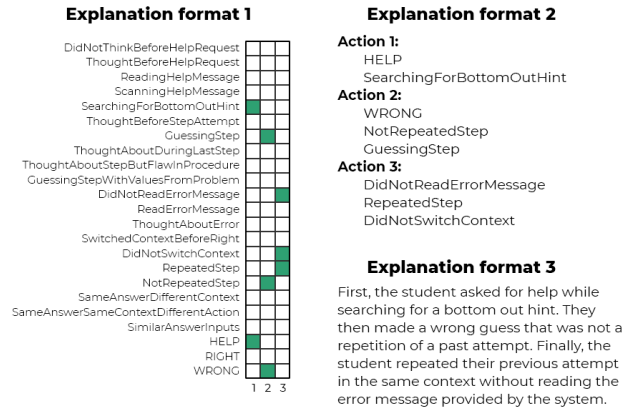 Explanation format 1
DidNotThinkBeforeHelpRequest
ThoughtBeforeHelpRequest
ReadingHelpMessage
ScanningHelpMessage
SearchingForBottomOutHint
ThoughtBeforeStepAttempt
GuessingStep
ThoughtAboutDuringLastStep
ThoughtAboutStepButFlawInProcedure
GuessingStepWithValuesFromProblem
DidNotReadErrorMessage
ReadErrorMessage
ThoughtAboutError
SwitchedContextBeforeRight
DidNotSwitchContext
RepeatedStep
NotRepeatedStep
SameAnswerDifferentContext
SameAnswerSameContextDifferentAction
SimilarAnswerInputs
HELP
RIGHT
WRONG
1 2 3
Explanation format 2
Action 1:
HELP
SearchingForBottomOutHint
Action 2:
WRONG
NotRepeatedStep
GuessingStep
Action 3:
DidNotReadErrorMessage
RepeatedStep
DidNotSwitchContext
Explanation format 3
First, the student asked for help while
searching for a bottom out hint. They
then made a wrong guess that was not a
repetition of a past attempt. Finally, the
student repeated their previous attempt
in the same context without reading the
error message provided by the system.